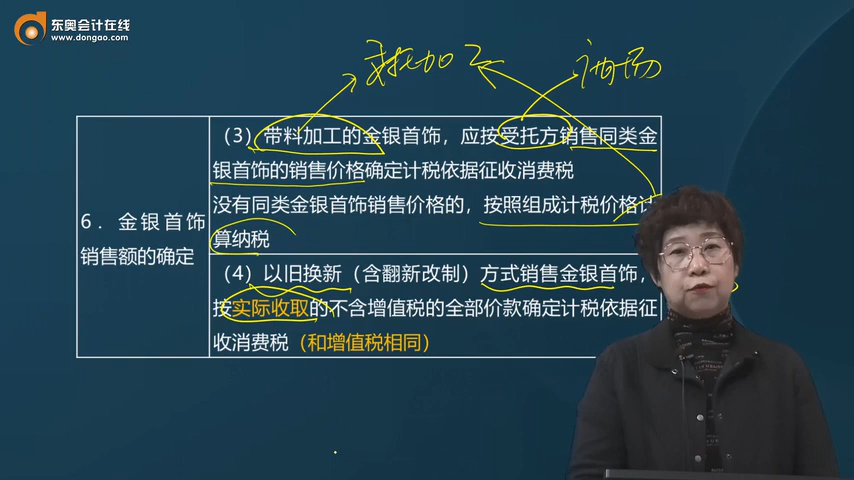 东奥会计在线
www.dongao.com
委托加工
市场
（3）带料加工的金银首饰，应按受托方销售同类金
银首饰的销售价格确定计税依据征收消费税
没有同类金银首饰销售价格的，按照组成计税价格计
算纳税
6．金银首饰
销售额的确定
（4）以旧换新（含翻新改制）方式销售金银首饰，
按实际收取的不含增值税的全部价款确定计税依据征
收消费税（和增值税相同）